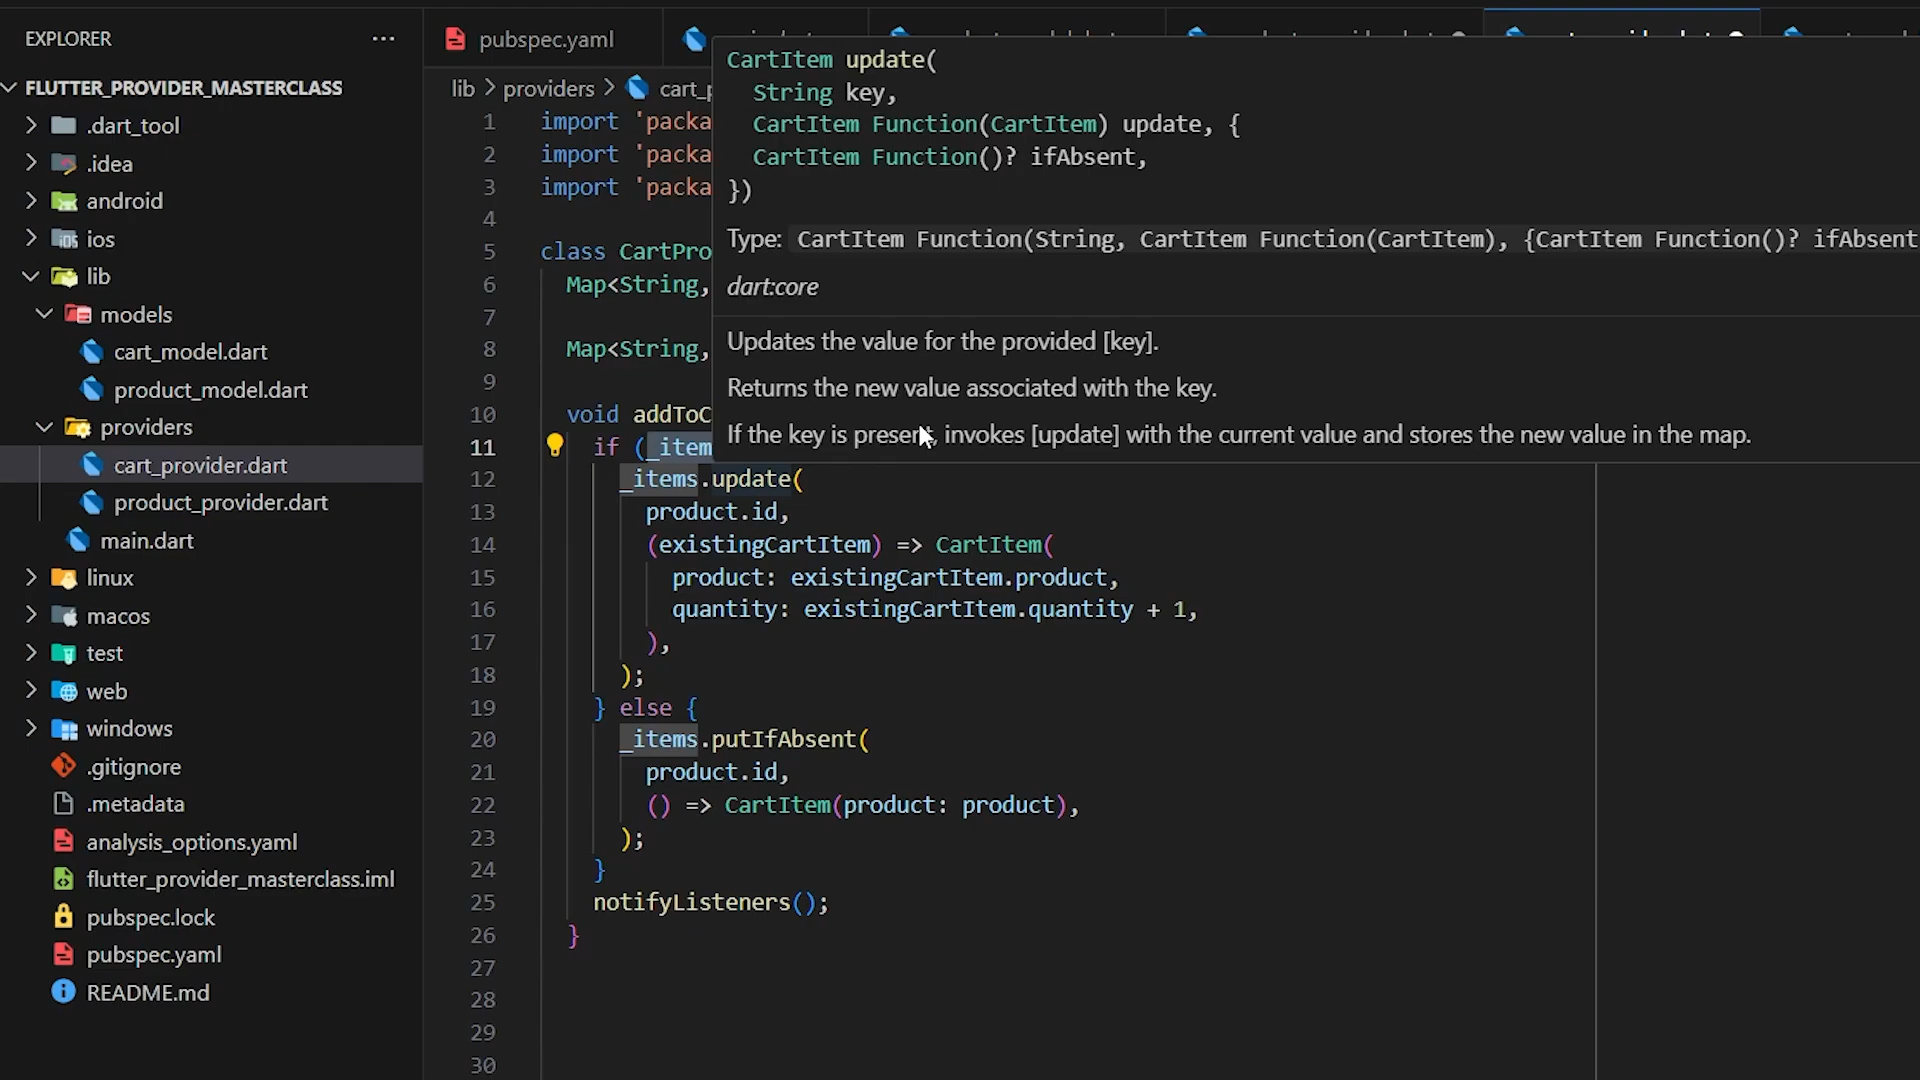 EXPLORER
FLUTTER_PROVIDER_MASTERCLASS
.dart_tool
.idea
android
ios
lib
models
cart_model.dart
product_model.dart
providers
cart_provider.dart
product_provider.dart
main.dart
linux
macos
test
web
windows
.gitignore
.metadata
analysis_options.yaml
flutter_provider_masterclass.iml
pubspec.lock
pubspec.yaml
README.md
pubspec.yaml
lib > providers > cart_p
CartItem update(
String key,
CartItem Function(CartItem) update, {
CartItem Function()? ifAbsent,
})
Type: CartItem Function(String, CartItem Function(CartItem), {CartItem Function()? ifAbsent
dart:core
Updates the value for the provided [key].
Returns the new value associated with the key.
If the key is present, invokes [update] with the current value and stores the new value in the map.
1 import 'packa
2 import 'packa
3 import 'packa
4
5 class CartPro
6 Map<String,
7
8 Map<String,
9
10 void addToC
11 if (_item
12 _items.update(
13 product.id,
14 (existingCartItem) => CartItem(
15 product: existingCartItem.product,
16 quantity: existingCartItem.quantity + 1,
17 ),
18 );
19 } else {
20 _items.putIfAbsent(
21 product.id,
22 () => CartItem(product: product),
23 );
24 }
25 notifyListeners();
26 }
27
28
29
30